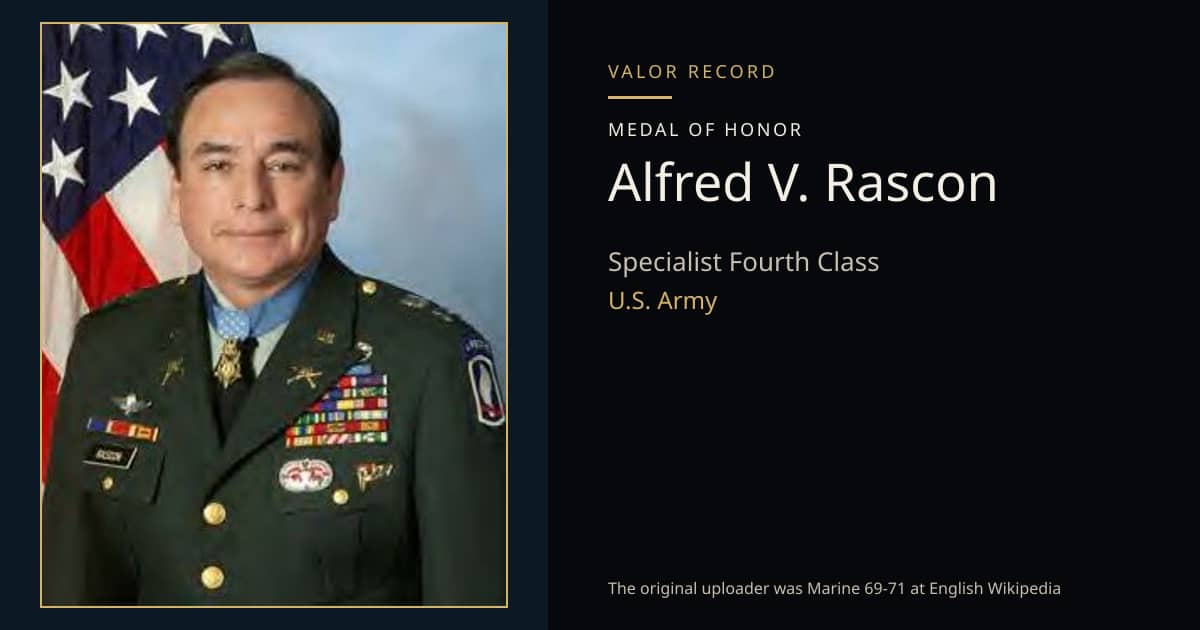 VALOR RECORD
MEDAL OF HONOR
Alfred V. Rascon
Specialist Fourth Class
U.S. Army
RASCON
The original uploader was Marine 69-71 at English Wikipedia